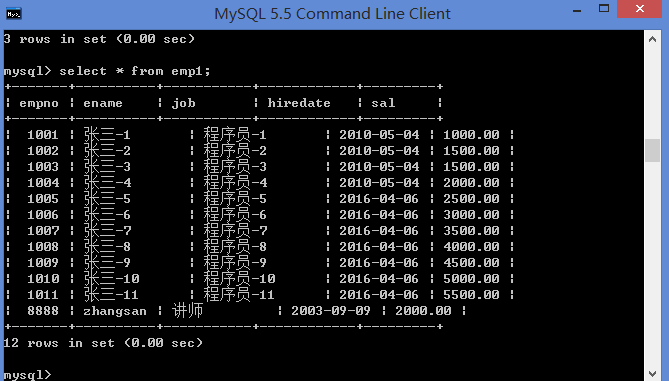 MySQL 5.5 Command Line Client
3 rows in set (0.00 sec)
mysql> select * from emp1;
+-------+----------+----------+------------+---------+
| empno | ename | job | hiredate | sal |
+-------+----------+----------+------------+---------+
| 1001 | 张三-1 | 程序员-1 | 2010-05-04 | 1000.00 |
| 1002 | 张三-2 | 程序员-2 | 2010-05-04 | 1500.00 |
| 1003 | 张三-3 | 程序员-3 | 2010-05-04 | 1500.00 |
| 1004 | 张三-4 | 程序员-4 | 2010-05-04 | 2000.00 |
| 1005 | 张三-5 | 程序员-5 | 2016-04-06 | 2500.00 |
| 1006 | 张三-6 | 程序员-6 | 2016-04-06 | 3000.00 |
| 1007 | 张三-7 | 程序员-7 | 2016-04-06 | 3500.00 |
| 1008 | 张三-8 | 程序员-8 | 2016-04-06 | 4000.00 |
| 1009 | 张三-9 | 程序员-9 | 2016-04-06 | 4500.00 |
| 1010 | 张三-10 | 程序员-10 | 2016-04-06 | 5000.00 |
| 1011 | 张三-11 | 程序员-11 | 2016-04-06 | 5500.00 |
| 8888 | zhangsan | 讲师 | 2003-09-09 | 2000.00 |
+-------+----------+----------+------------+---------+
12 rows in set (0.00 sec)
mysql>